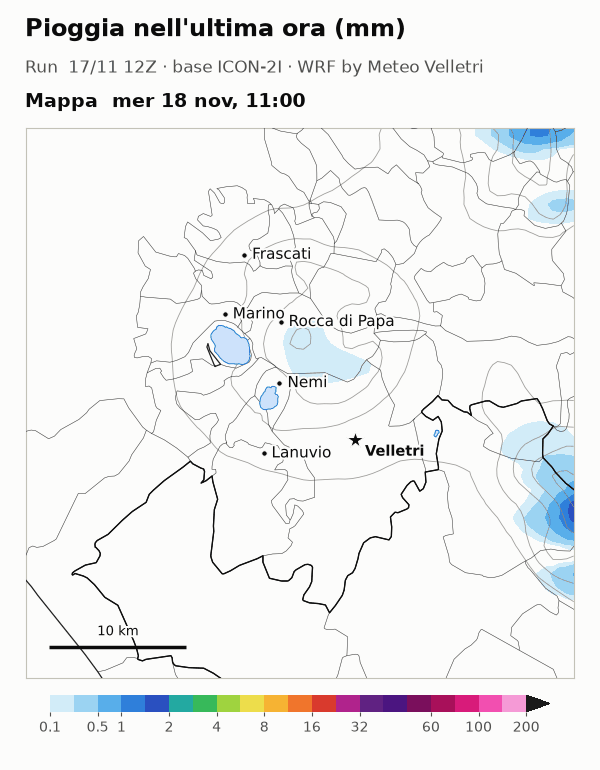 Pioggia nell'ultima ora (mm)
Run  17/11 12Z · base ICON-2I · WRF by Meteo Velletri
Mappa  mer 18 nov, 11:00
Frascati
Marino
Rocca di Papa
Nemi
Velletri
Lanuvio
10 km
0.1 0.5 1 2 4 8 16 32 60 100 200